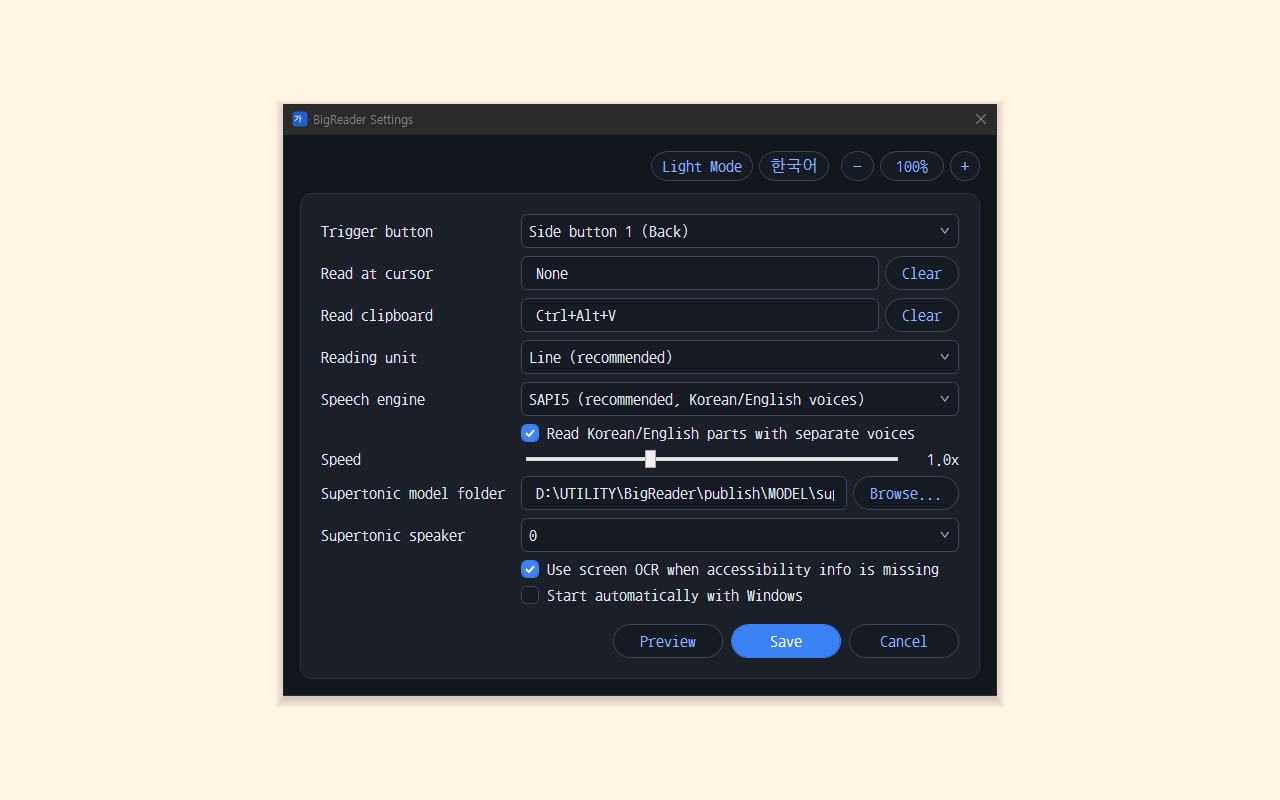 가 BigReader Settings
Light Mode 한국어 − 100% +
Trigger button Side button 1 (Back)
Read at cursor None Clear
Read clipboard Ctrl+Alt+V Clear
Reading unit Line (recommended)
Speech engine SAPI5 (recommended, Korean/English voices)
Read Korean/English parts with separate voices
Speed 1.0x
Supertonic model folder D:\UTILITY\BigReader\publish\MODEL\su Browse...
Supertonic speaker 0
Use screen OCR when accessibility info is missing
Start automatically with Windows
Preview Save Cancel